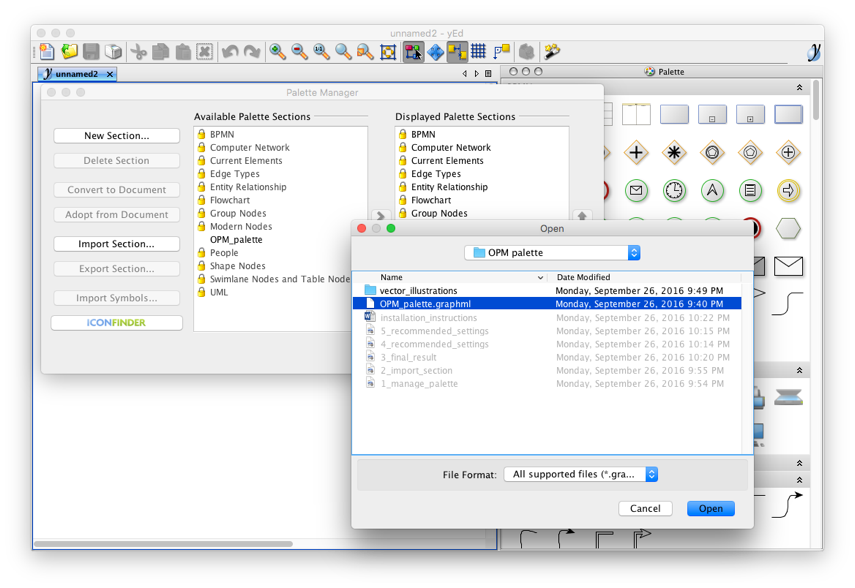 unnamed2 - yEd
unnamed2
Palette
Palette Manager
Available Palette Sections
Displayed Palette Sections
New Section...
Delete Section
Convert to Document
Adopt from Document
Import Section...
Export Section...
Import Symbols...
iCONFINDER
BPMN
Computer Network
Current Elements
Edge Types
Entity Relationship
Flowchart
Group Nodes
Modern Nodes
OPM_palette
People
Shape Nodes
Swimlane Nodes and Table Node
UML
BPMN
Computer Network
Current Elements
Edge Types
Entity Relationship
Flowchart
Group Nodes
Open
OPM palette
Name Date Modified
vector_illustrations Monday, September 26, 2016 9:49 PM
OPM_palette.graphml Monday, September 26, 2016 9:40 PM
installation_instructions Monday, September 26, 2016 10:22 PM
5_recommended_settings Monday, September 26, 2016 10:15 PM
4_recommended_settings Monday, September 26, 2016 10:14 PM
3_final_result Monday, September 26, 2016 10:20 PM
2_import_section Monday, September 26, 2016 9:55 PM
1_manage_palette Monday, September 26, 2016 9:54 PM
File Format: All supported files (*.gra...
Cancel Open